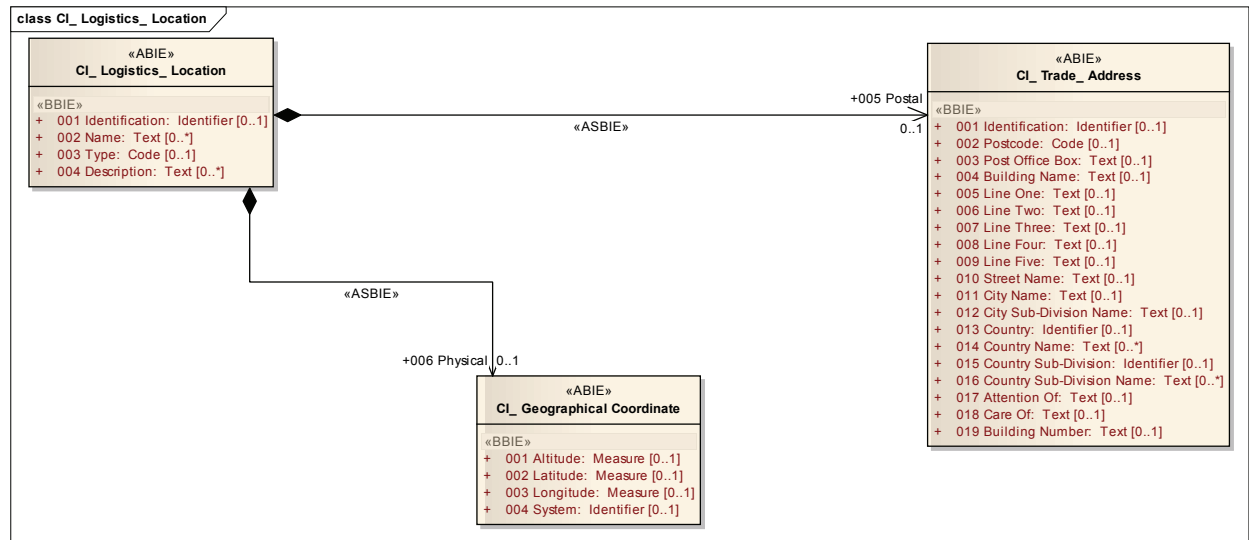 class CI_ Logistics_ Location
«ABIE»
CI_ Logistics_ Location
«BBIE»
+ 001 Identification: Identifier [0..1]
+ 002 Name: Text [0..*]
+ 003 Type: Code [0..1]
+ 004 Description: Text [0..*]
+005 Postal
0..1
«ASBIE»
«ABIE»
CI_ Trade_ Address
«BBIE»
+ 001 Identification: Identifier [0..1]
+ 002 Postcode: Code [0..1]
+ 003 Post Office Box: Text [0..1]
+ 004 Building Name: Text [0..1]
+ 005 Line One: Text [0..1]
+ 006 Line Two: Text [0..1]
+ 007 Line Three: Text [0..1]
+ 008 Line Four: Text [0..1]
+ 009 Line Five: Text [0..1]
+ 010 Street Name: Text [0..1]
+ 011 City Name: Text [0..1]
+ 012 City Sub-Division Name: Text [0..1]
+ 013 Country: Identifier [0..1]
+ 014 Country Name: Text [0..*]
+ 015 Country Sub-Division: Identifier [0..1]
+ 016 Country Sub-Division Name: Text [0..*]
+ 017 Attention Of: Text [0..1]
+ 018 Care Of: Text [0..1]
+ 019 Building Number: Text [0..1]
«ASBIE»
+006 Physical 0..1
«ABIE»
CI_ Geographical Coordinate
«BBIE»
+ 001 Altitude: Measure [0..1]
+ 002 Latitude: Measure [0..1]
+ 003 Longitude: Measure [0..1]
+ 004 System: Identifier [0..1]